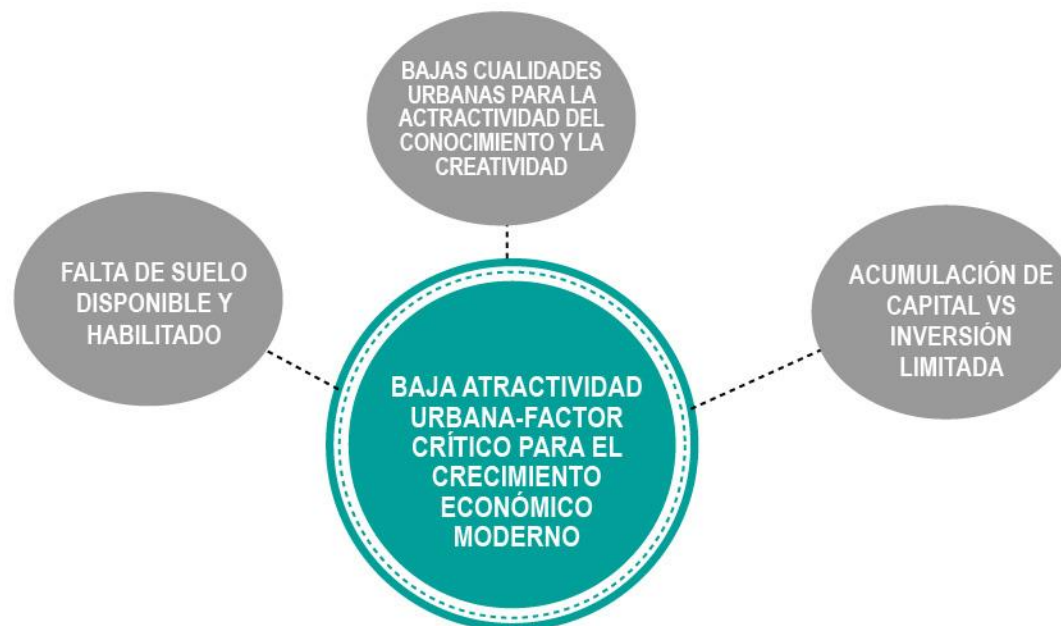 BAJAS CUALIDADES
URBANAS PARA LA
ACTRACTIVIDAD DEL
CONOCIMIENTO Y LA
CREATIVIDAD
FALTA DE SUELO
DISPONIBLE Y
HABILITADO
ACUMULACIÓN DE
CAPITAL VS
INVERSIÓN
LIMITADA
BAJA ATRACTIVIDAD
URBANA-FACTOR
CRÍTICO PARA EL
CRECIMIENTO
ECONÓMICO
MODERNO